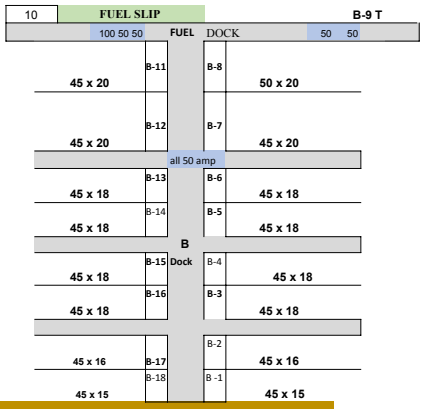 10 FUEL SLIP B-9 T
100 50 50 FUEL DOCK 50 50
B-11 B-8
45 x 20 50 x 20
B-12 B-7
45 x 20 45 x 20
all 50 amp
B-13 B-6
45 x 18 45 x 18
B-14 B-5
45 x 18 45 x 18
B
B-15 Dock B-4
45 x 18 45 x 18
B-16 B-3
45 x 18 45 x 18
B-2
45 x 16 B-17 45 x 16
B-18 B -1
45 x 15 45 x 15